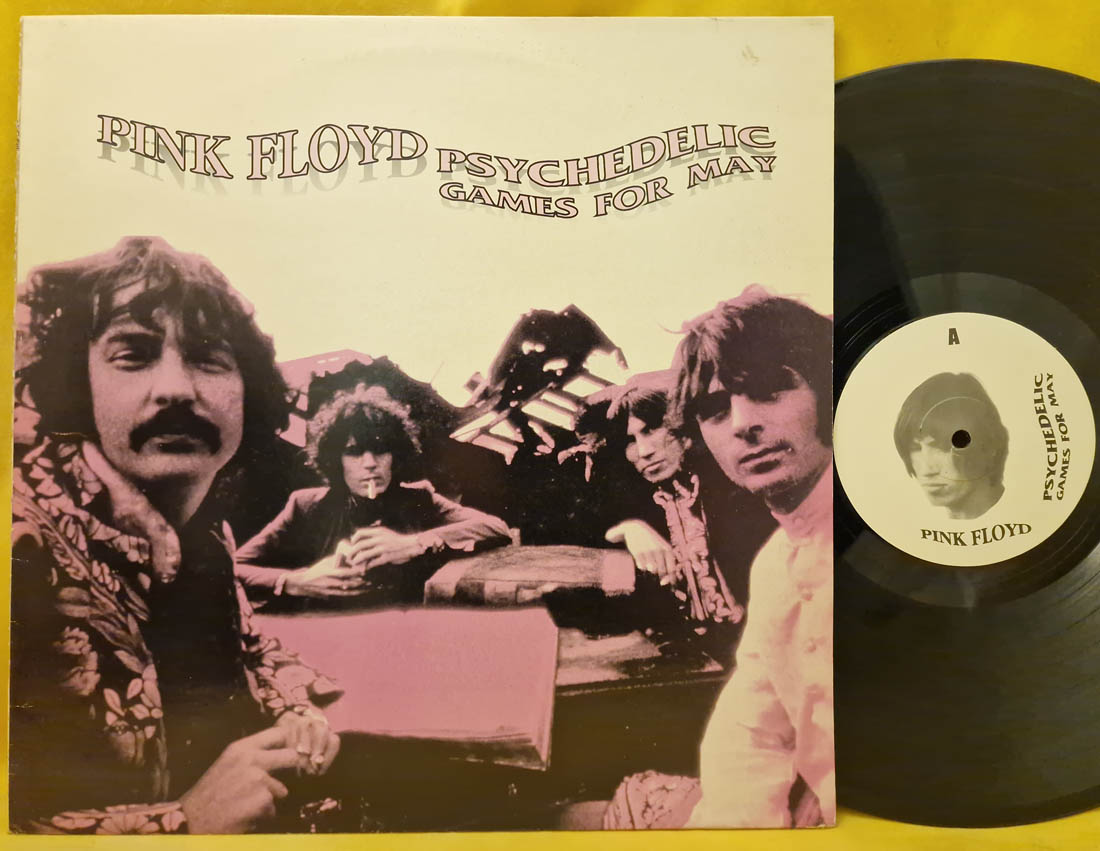 PINK FLOYD PSYCHEDELIC
GAMES FOR MAY
A
PSYCHEDELIC
GAMES FOR MAY
PINK FLOYD